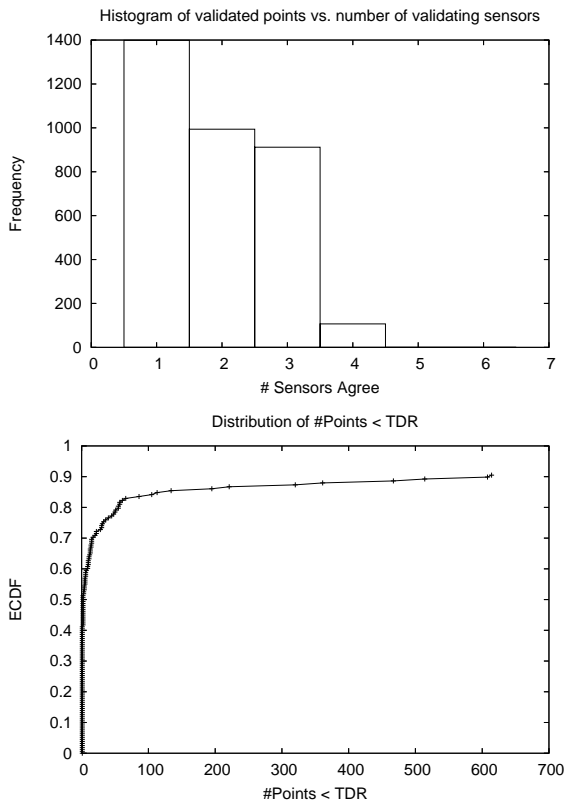 Histogram of validated points vs. number of validating sensors
1400
1200
1000
800
600
400
200
0
Frequency
0 1 2 3 4 5 6 7
# Sensors Agree
Distribution of #Points < TDR
1
0.9
0.8
0.7
0.6
0.5
0.4
0.3
0.2
0.1
0
ECDF
0 100 200 300 400 500 600 700
#Points < TDR